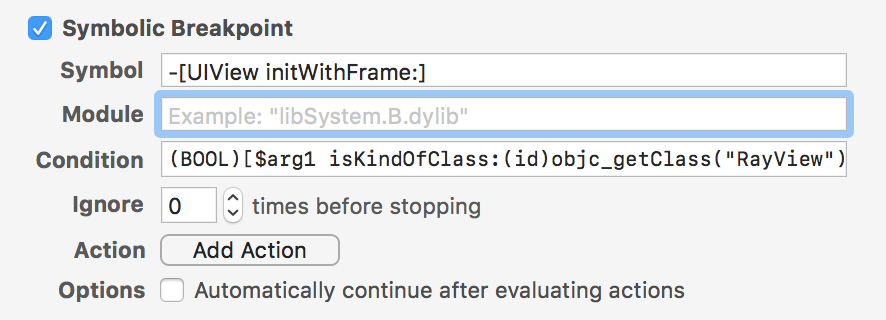 Symbolic Breakpoint
Symbol -[UIView initWithFrame:]
Module Example: "libSystem.B.dylib"
Condition (BOOL)[$arg1 isKindOfClass:(id)objc_getClass("RayView")
Ignore 0 times before stopping
Action Add Action
Options Automatically continue after evaluating actions